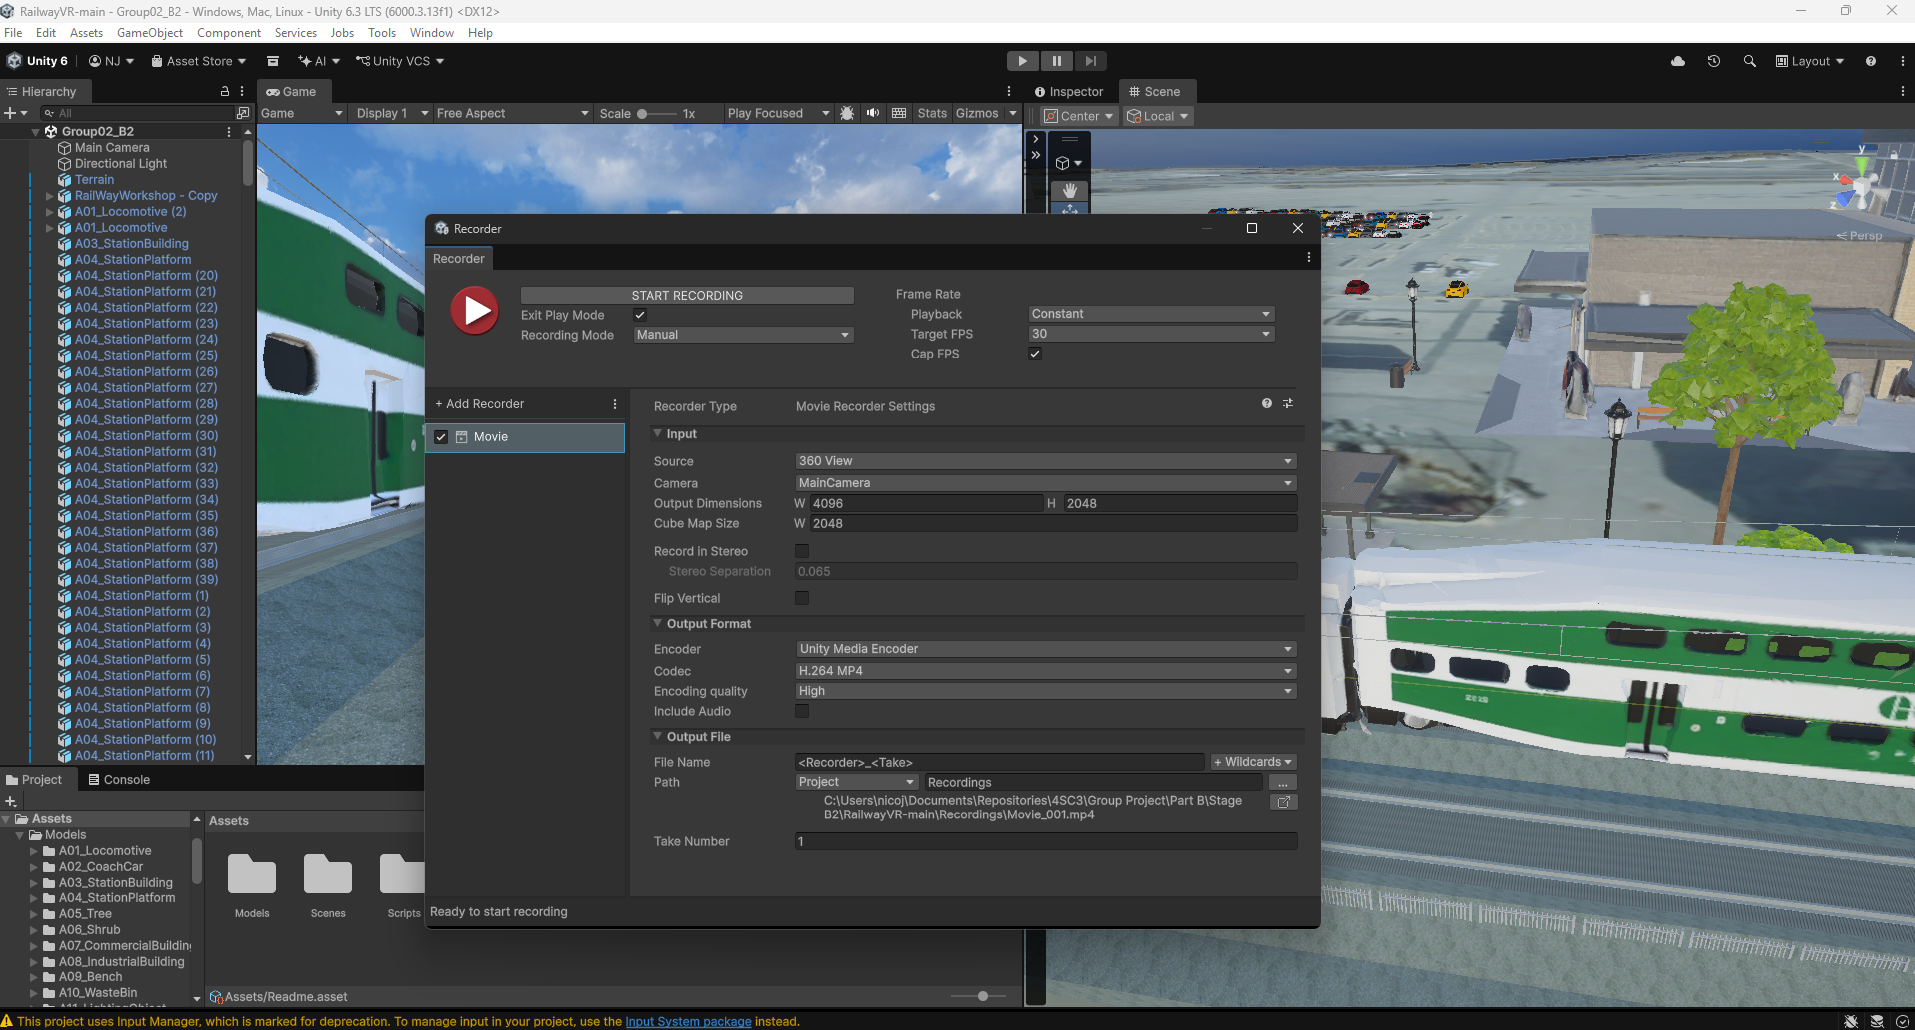 RailwayVR-main - Group02_B2 - Windows, Mac, Linux - Unity 6.3 LTS (6000.3.13f1) <DX12>
File Edit Assets GameObject Component Services Jobs Tools Window Help
Unity 6 NJ Asset Store AI Unity VCS Layout
Hierarchy Game Inspector Scene
All Game Display 1 Free Aspect Scale 1x Play Focused Stats Gizmos Center Local
Group02_B2
Main Camera
Directional Light
Terrain
RailWayWorkshop - Copy
A01_Locomotive (2)
A01_Locomotive
A03_StationBuilding
A04_StationPlatform
A04_StationPlatform (20)
A04_StationPlatform (21)
A04_StationPlatform (22)
A04_StationPlatform (23)
A04_StationPlatform (24)
A04_StationPlatform (25)
A04_StationPlatform (26)
A04_StationPlatform (27)
A04_StationPlatform (28)
A04_StationPlatform (29)
A04_StationPlatform (30)
A04_StationPlatform (31)
A04_StationPlatform (32)
A04_StationPlatform (33)
A04_StationPlatform (34)
A04_StationPlatform (35)
A04_StationPlatform (36)
A04_StationPlatform (37)
A04_StationPlatform (38)
A04_StationPlatform (39)
A04_StationPlatform (1)
A04_StationPlatform (2)
A04_StationPlatform (3)
A04_StationPlatform (4)
A04_StationPlatform (5)
A04_StationPlatform (6)
A04_StationPlatform (7)
A04_StationPlatform (8)
A04_StationPlatform (9)
A04_StationPlatform (10)
A04_StationPlatform (11)
y
x
z
Persp
Recorder
Recorder
START RECORDING
Exit Play Mode
Recording Mode Manual
Frame Rate
Playback Constant
Target FPS 30
Cap FPS
+ Add Recorder
Movie
Recorder Type Movie Recorder Settings
Input
Source 360 View
Camera MainCamera
Output Dimensions W 4096 H 2048
Cube Map Size W 2048
Record in Stereo
Stereo Separation 0.065
Flip Vertical
Output Format
Encoder Unity Media Encoder
Codec H.264 MP4
Encoding quality High
Include Audio
Output File
File Name <Recorder>_<Take> + Wildcards
Path Project Recordings ...
C:\Users\nicoj\Documents\Repositories\4SC3\Group Project\Part B\Stage
B2\RailwayVR-main\Recordings\Movie_001.mp4
Take Number 1
Ready to start recording
Project Console
Assets
Models
A01_Locomotive
A02_CoachCar
A03_StationBuilding
A04_StationPlatform
A05_Tree
A06_Shrub
A07_CommercialBuildin
A08_IndustrialBuilding
A09_Bench
A10_WasteBin
Assets
Models Scenes Scripts
Assets/Readme.asset
This project uses Input Manager, which is marked for deprecation. To manage input in your project, use the Input System package instead.